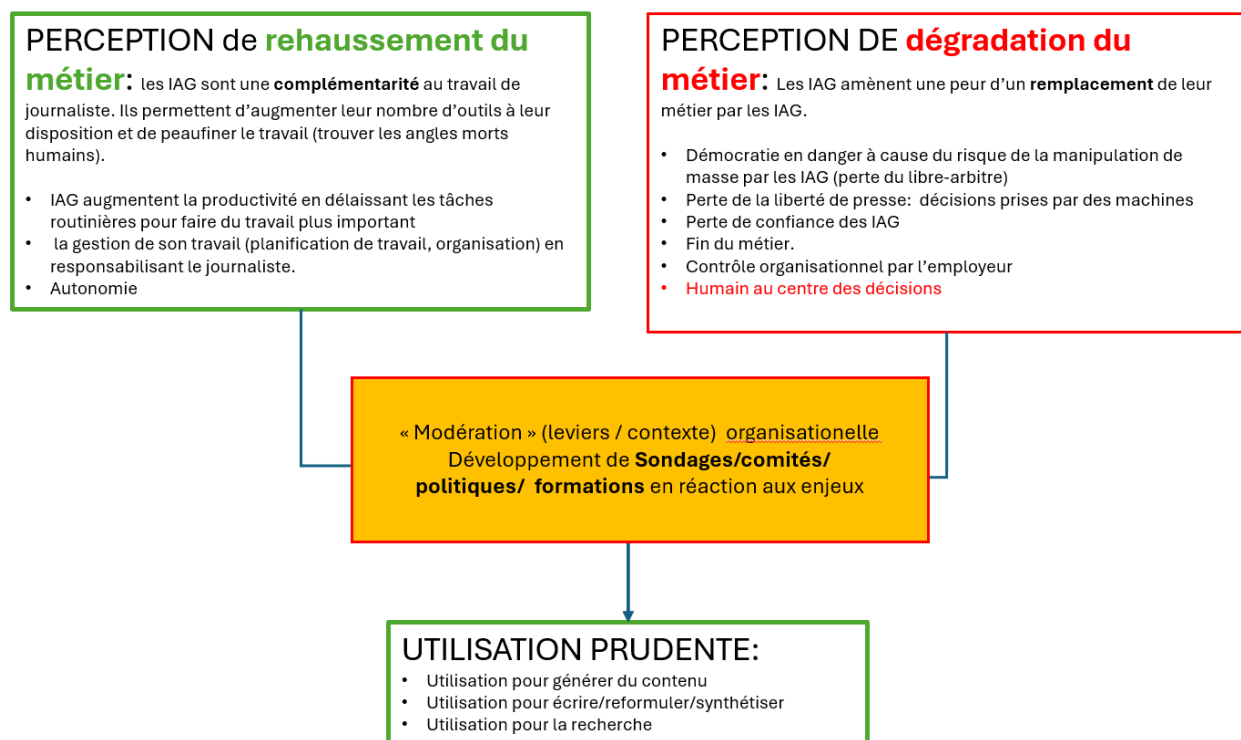 PERCEPTION de rehaussement du
métier: les IAG sont une complémentarité au travail de
journaliste. Ils permettent d’augmenter leur nombre d’outils à leur
disposition et de peaufiner le travail (trouver les angles morts
humains).
• IAG augmentent la productivité en délaissant les tâches
routinières pour faire du travail plus important
• la gestion de son travail (planification de travail, organisation) en
responsabilisant le journaliste.
• Autonomie
PERCEPTION DE dégradation du
métier: Les IAG amènent une peur d’un remplacement de leur
métier par les IAG.
• Démocratie en danger à cause du risque de la manipulation de
masse par les IAG (perte du libre-arbitre)
• Perte de la liberté de presse: décisions prises par des machines
• Perte de confiance des IAG
• Fin du métier.
• Contrôle organisationnel par l’employeur
• Humain au centre des décisions
« Modération » (leviers / contexte) organisationelle
Développement de Sondages/comités/
politiques/ formations en réaction aux enjeux
UTILISATION PRUDENTE:
• Utilisation pour générer du contenu
• Utilisation pour écrire/reformuler/synthétiser
• Utilisation pour la recherche